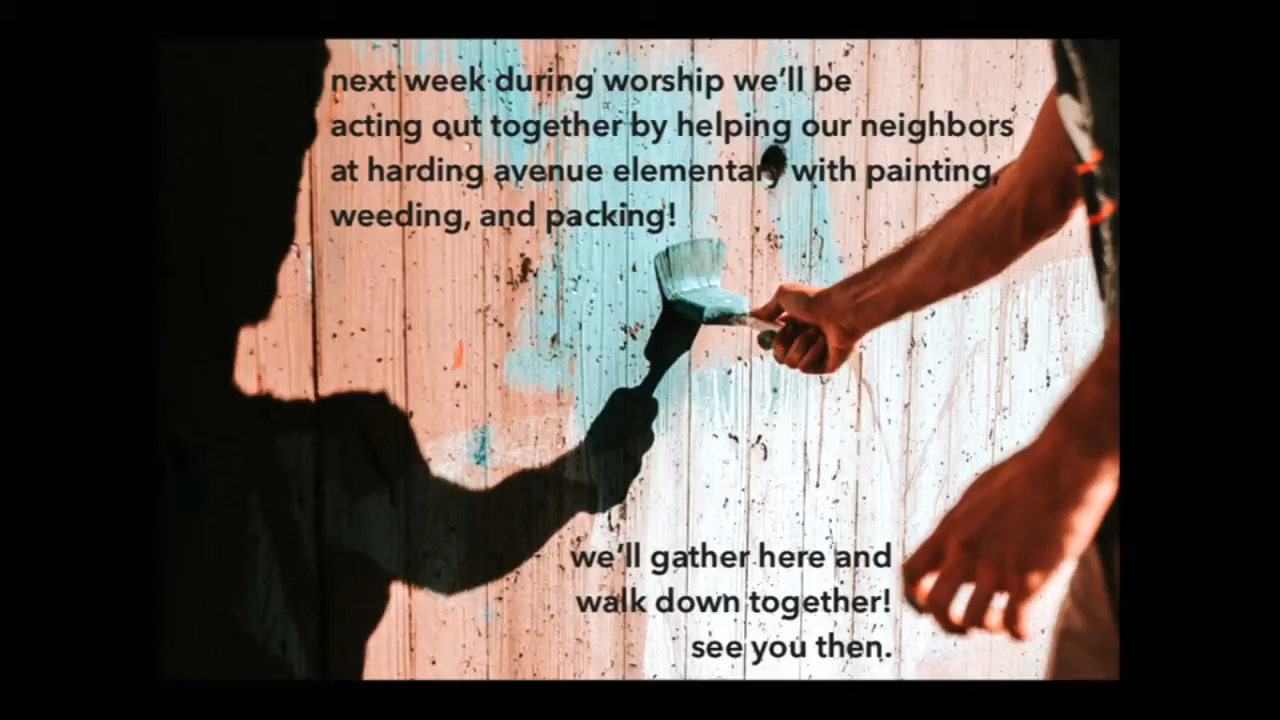 next week during worship we'll be
acting out together by helping our neighbors
at harding avenue elementary with painting,
weeding, and packing!
we'll gather here and
walk down together!
see you then.